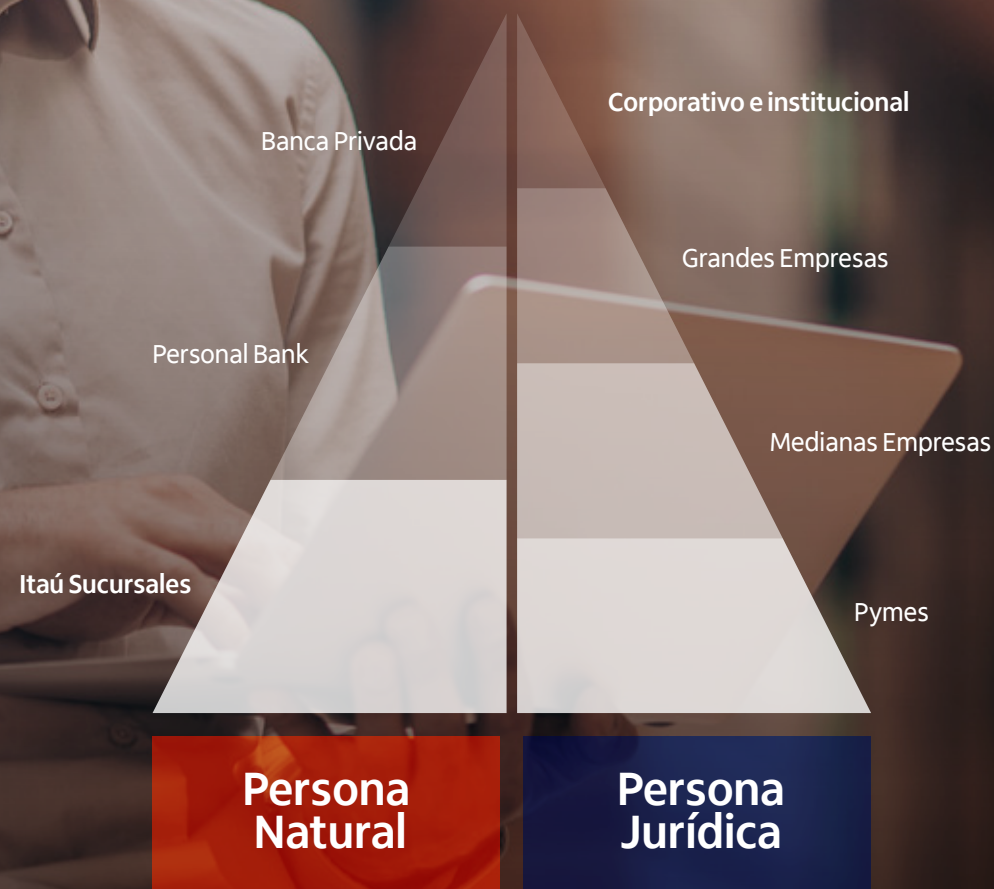 Corporativo e institucional
Banca Privada
Grandes Empresas
Personal Bank
Medianas Empresas
Itaú Sucursales
Pymes
Persona
Natural
Persona
Jurídica